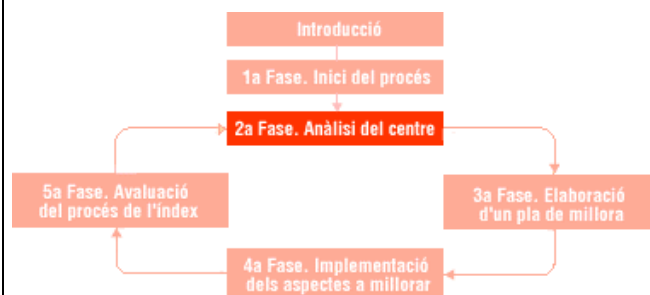 Introducció
1a Fase. Inici del procés
2a Fase. Anàlisi del centre
5a Fase. Avaluació
del procés de l'índex
3a Fase. Elaboració
d'un pla de millora
4a Fase. Implementació
dels aspectes a millorar